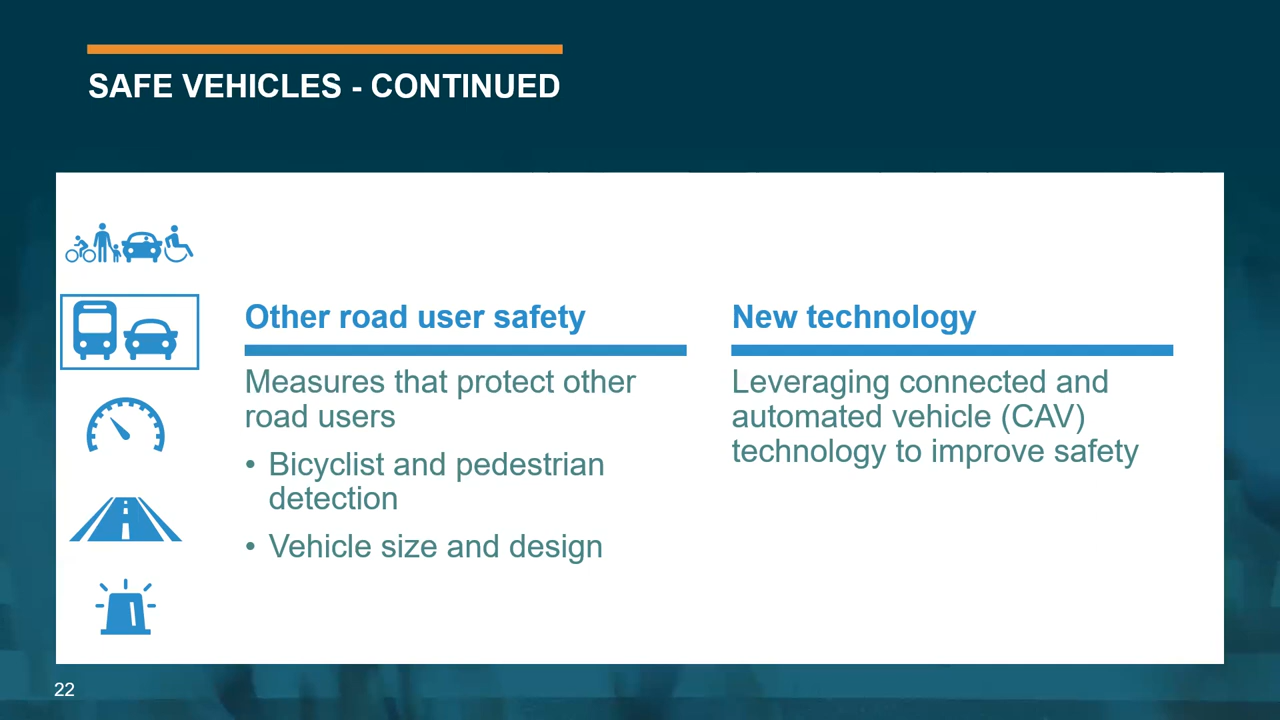 SAFE VEHICLES - CONTINUED
Other road user safety
Measures that protect other
road users
• Bicyclist and pedestrian
detection
• Vehicle size and design
New technology
Leveraging connected and
automated vehicle (CAV)
technology to improve safety
22